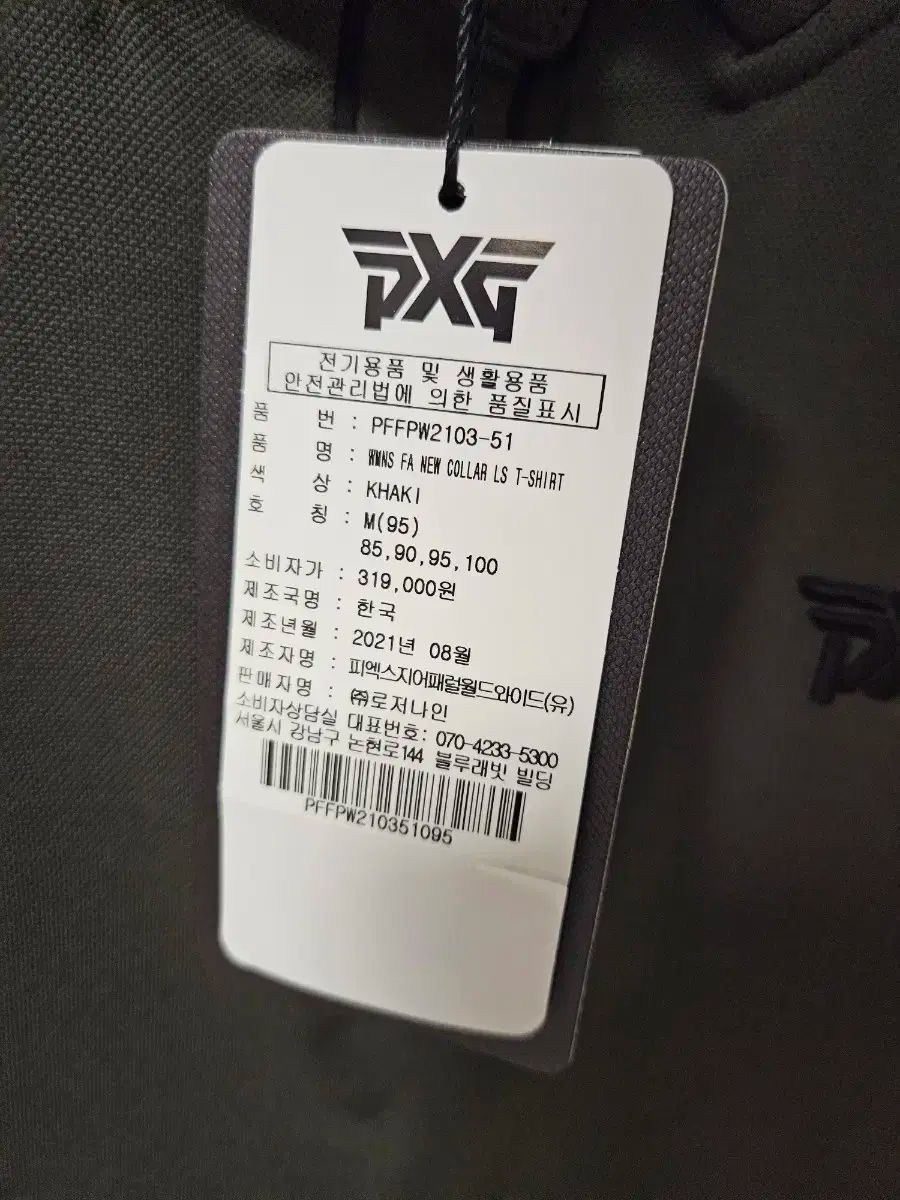 PXG
전기용품 및 생활용품
안전관리법에 의한 품질표시
품 번 : PFFPW2103-51
품 명 : WMNS FA NEW COLLAR LS T-SHIRT
색 상 : KHAKI
호 칭 : M(95)
85,90,95,100
소비자가 : 319,000원
제조국명 : 한국
제조년월 : 2021년 08월
제조자명 : 피엑스지어패럴월드와이드(유)
판매자명 : ㈜로저나인
소비자상담실 대표번호: 070-4233-5300
서울시 강남구 논현로144 블루래빗 빌딩
PFFPW210351095
PX